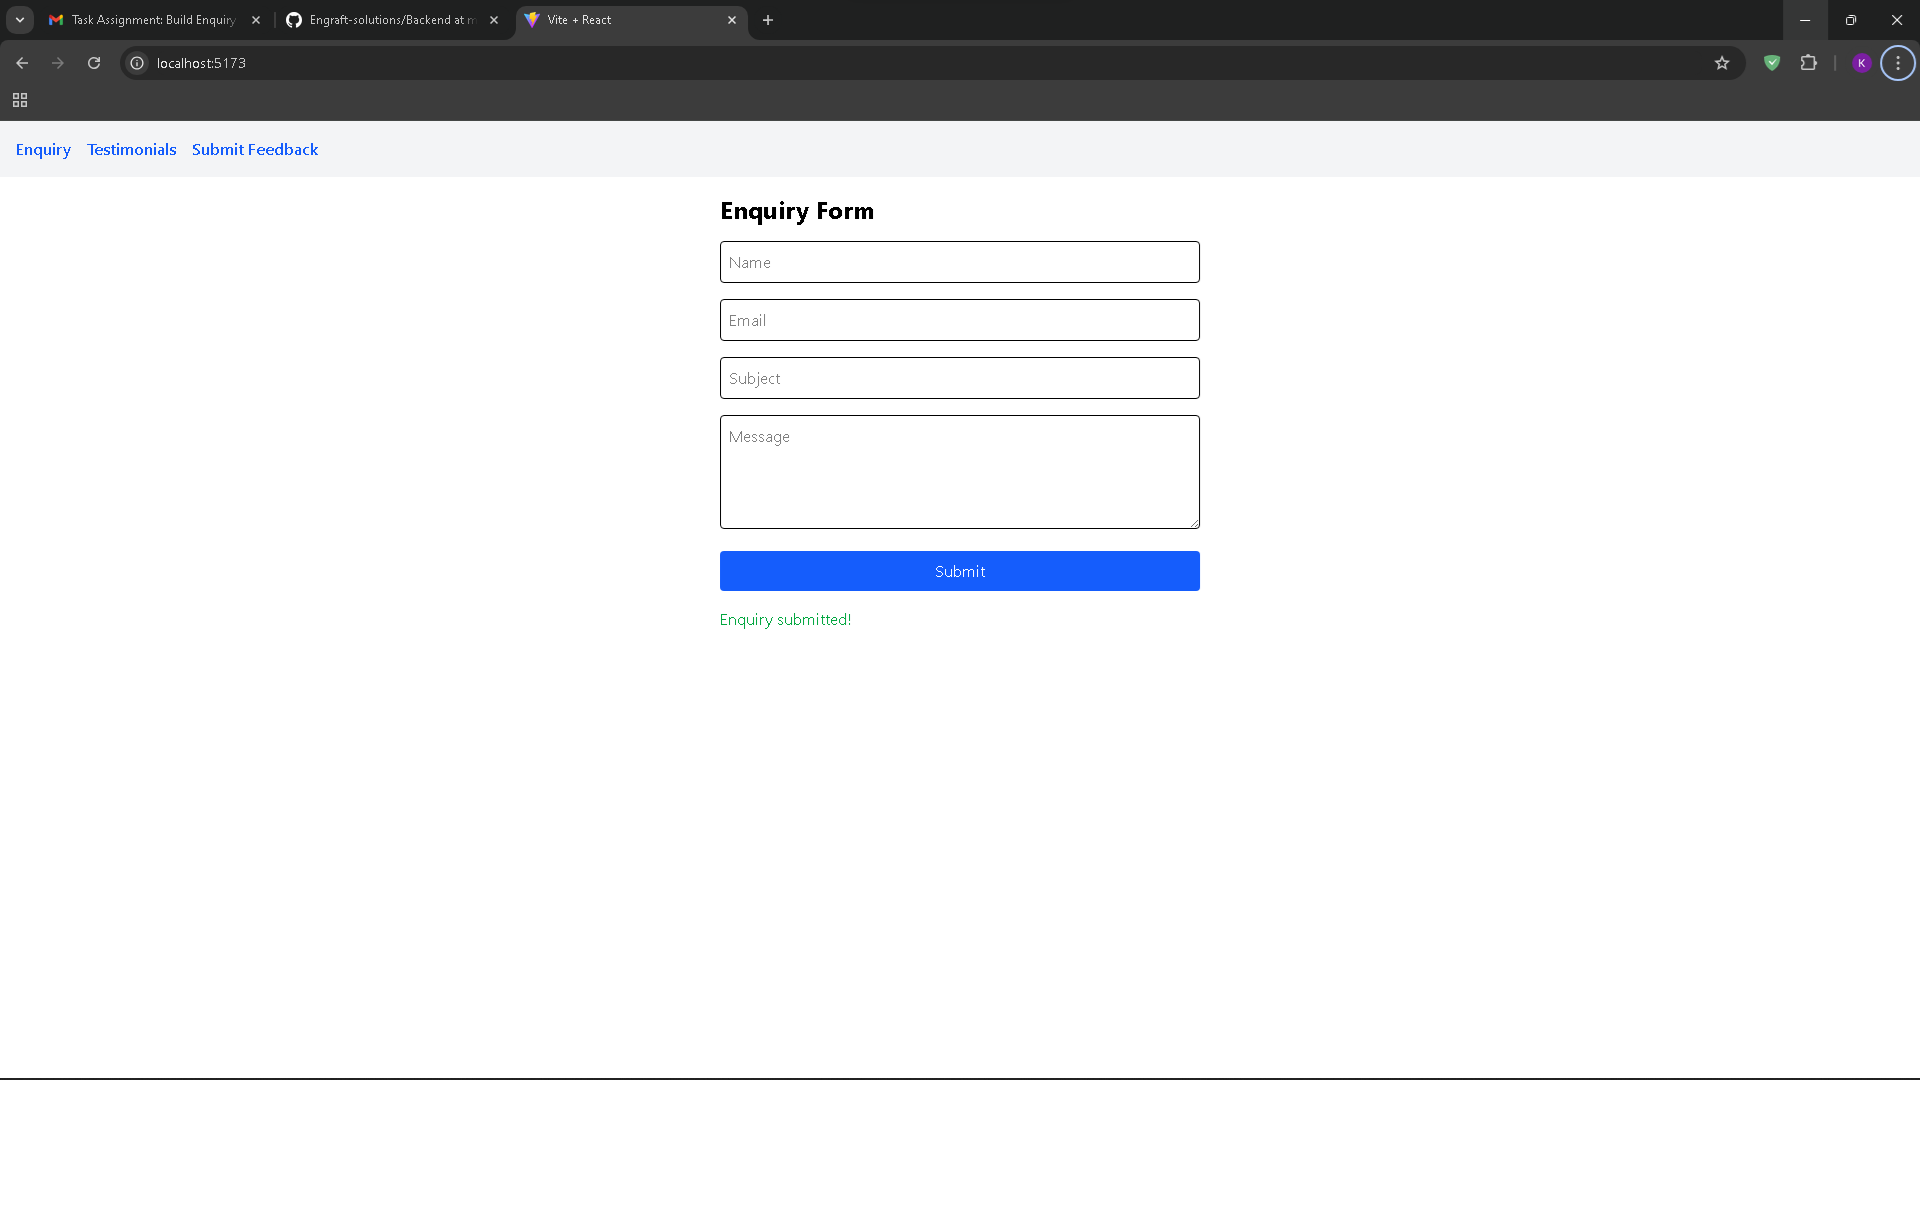 Task Assignment: Build Enquiry
Engraft-solutions/Backend at m
Vite + React
localhost:5173
K
Enquiry Testimonials Submit Feedback
Enquiry Form
Name
Email
Subject
Message
Submit
Enquiry submitted!